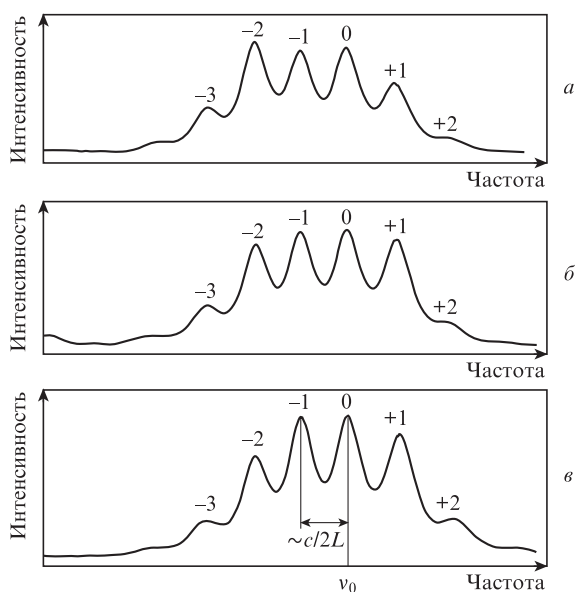 Интенсивность
−3
−2
−1
0
+1
+2
а
Частота
Интенсивность
−3
−2
−1
0
+1
+2
б
Частота
Интенсивность
−3
−2
−1
0
+1
+2
в
~c/2L
ν₀
Частота